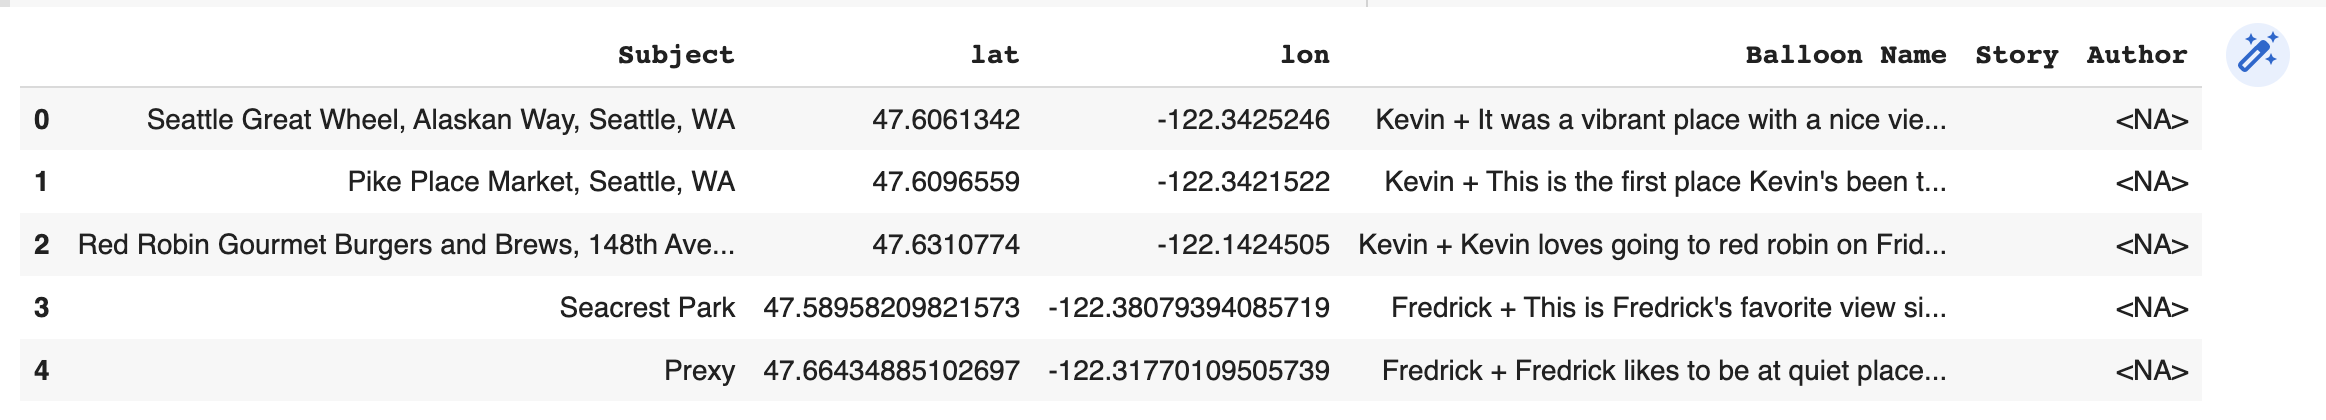 Subject lat lon Balloon Name Story Author
0 Seattle Great Wheel, Alaskan Way, Seattle, WA 47.6061342 -122.3425246 Kevin + It was a vibrant place with a nice vie... <NA>
1 Pike Place Market, Seattle, WA 47.6096559 -122.3421522 Kevin + This is the first place Kevin's been t... <NA>
2 Red Robin Gourmet Burgers and Brews, 148th Ave... 47.6310774 -122.1424505 Kevin + Kevin loves going to red robin on Frid... <NA>
3 Seacrest Park 47.58958209821573 -122.38079394085719 Fredrick + This is Fredrick's favorite view si... <NA>
4 Prexy 47.66434885102697 -122.31770109505739 Fredrick + Fredrick likes to be at quiet place... <NA>